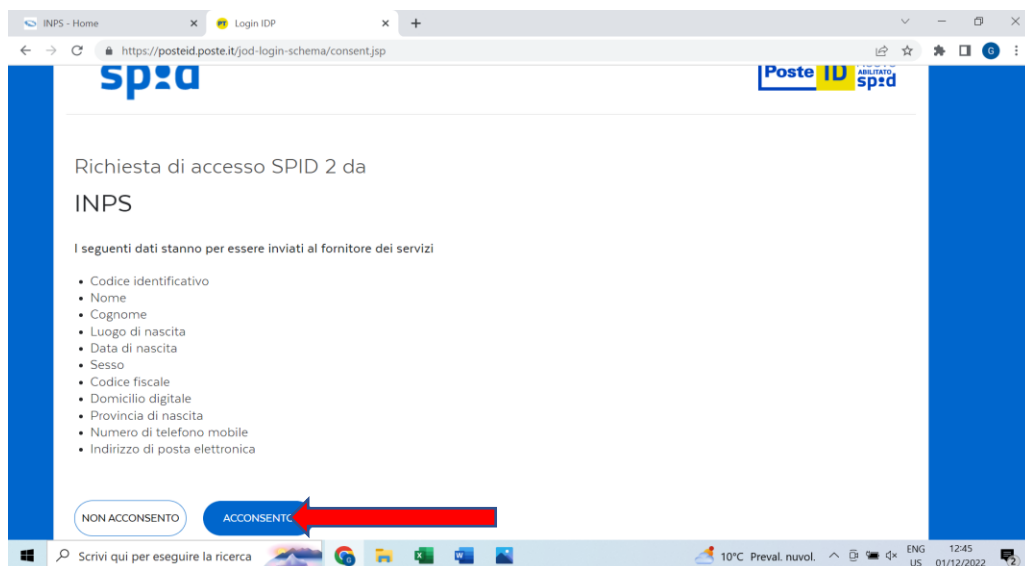 INPS - Home
Login IDP
https://posteid.poste.it/jod-login-schema/consent.jsp
G
spid
Poste ID
ABILITATO
spid
Richiesta di accesso SPID 2 da
INPS
I seguenti dati stanno per essere inviati al fornitore dei servizi
• Codice identificativo
• Nome
• Cognome
• Luogo di nascita
• Data di nascita
• Sesso
• Codice fiscale
• Domicilio digitale
• Provincia di nascita
• Numero di telefono mobile
• Indirizzo di posta elettronica
NON ACCONSENTO
ACCONSENTO
Scrivi qui per eseguire la ricerca
10°C Preval. nuvol.
ENG
US
12:45
01/12/2022
2